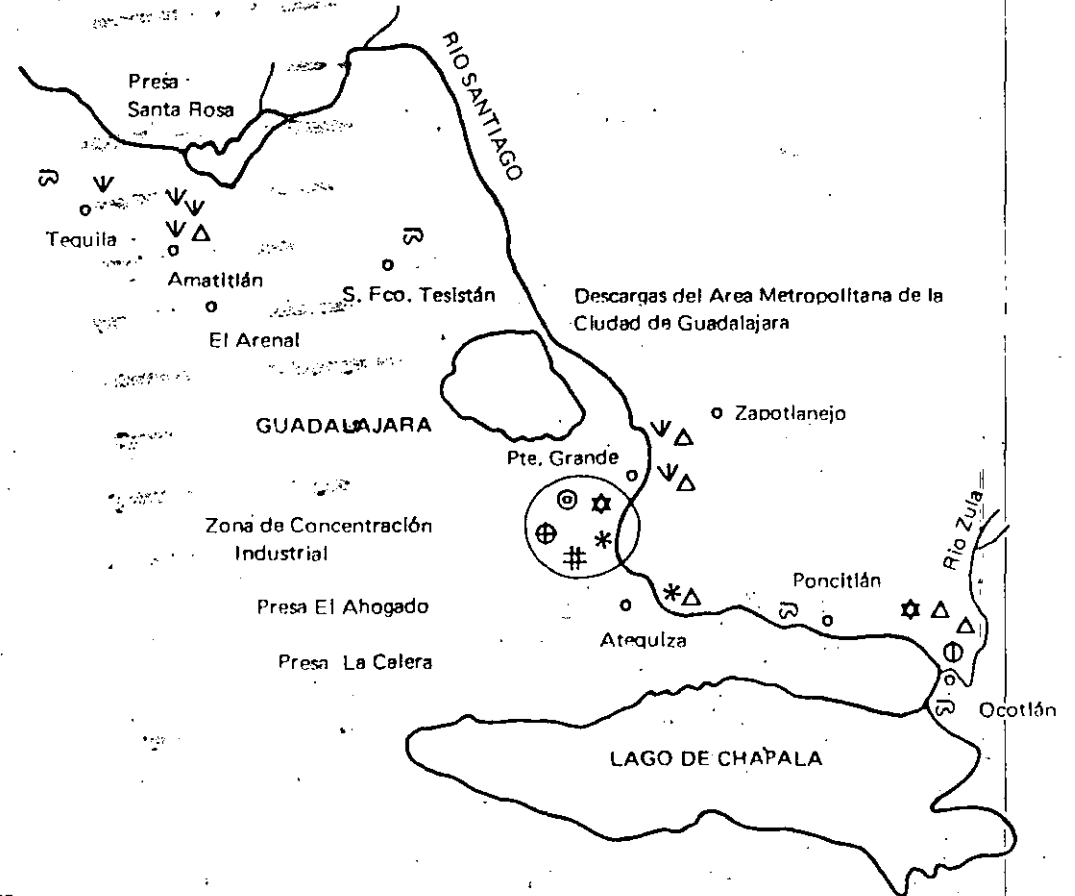 RIO SANTIAGO
Presa
Santa Rosa
Tequila
Amatitlán
S. Fco. Tesistán
El Arenal
Descargas del Area Metropolitana de la
Ciudad de Guadalajara
Zapotlanejo
GUADALAJARA
Pte. Grande
Zona de Concentración
Industrial
Rio Zula
Poncitlán
Presa El Ahogado
Atequiza
Presa La Calera
Ocotlán
LAGO DE CHAPALA